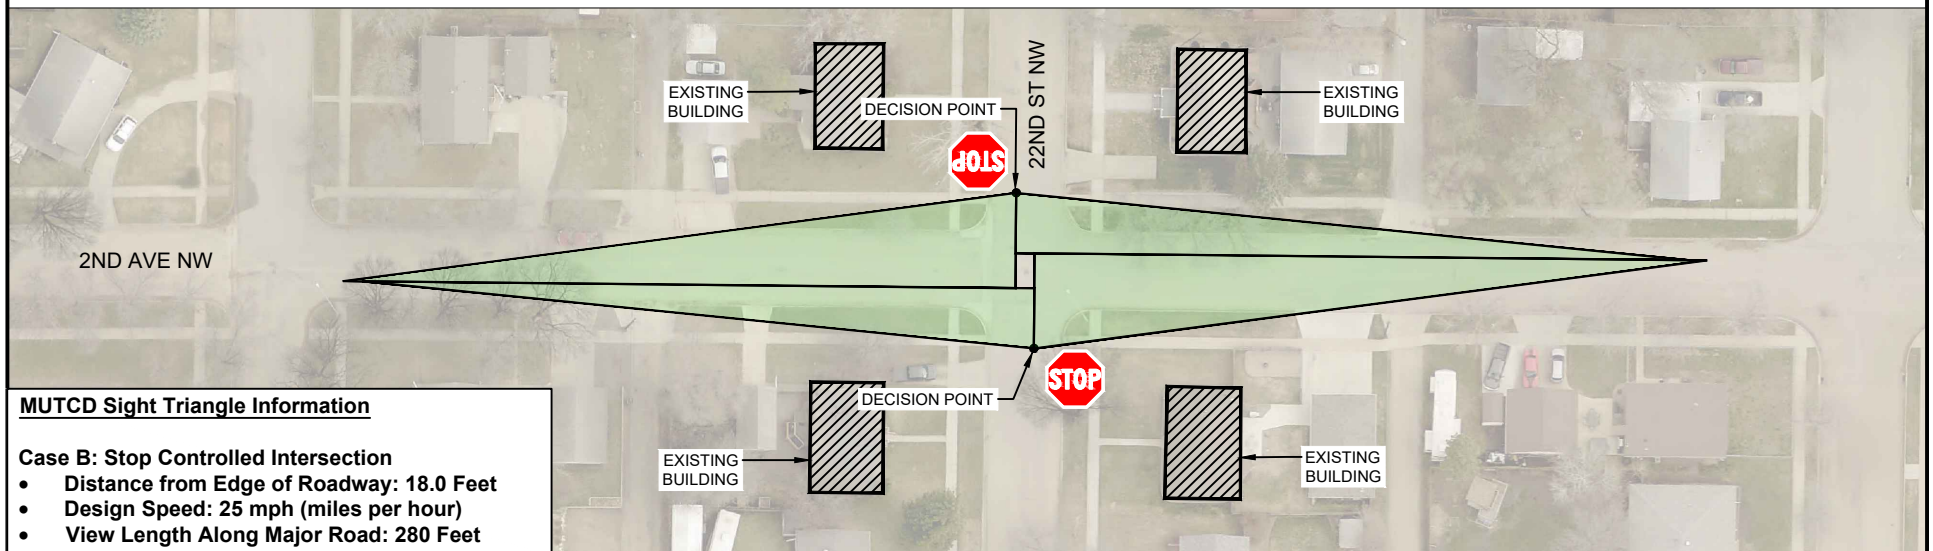 EXISTING
BUILDING
DECISION POINT
22ND ST NW
EXISTING
BUILDING
STOP
2ND AVE NW
STOP
DECISION POINT
EXISTING
BUILDING
EXISTING
BUILDING
MUTCD Sight Triangle Information
Case B: Stop Controlled Intersection
• Distance from Edge of Roadway: 18.0 Feet
• Design Speed: 25 mph (miles per hour)
• View Length Along Major Road: 280 Feet